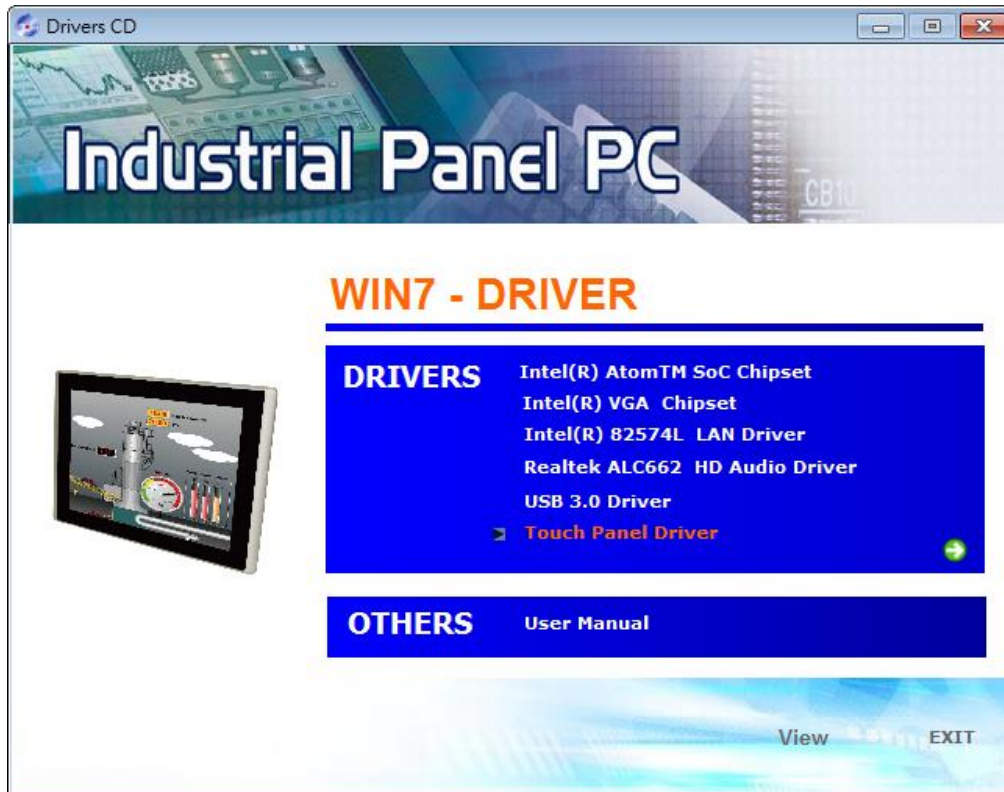 Drivers CD
Industrial Panel PC
CB10
WIN7 - DRIVER
DRIVERS
Intel(R) AtomTM SoC Chipset
Intel(R) VGA Chipset
Intel(R) 82574L LAN Driver
Realtek ALC662 HD Audio Driver
USB 3.0 Driver
Touch Panel Driver
OTHERS
User Manual
View
EXIT